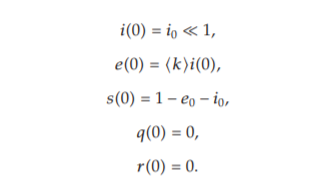 i(0) = i₀ ≪ 1,
e(0) = ⟨k⟩i(0),
s(0) = 1 − e₀ − i₀,
q(0) = 0,
r(0) = 0.